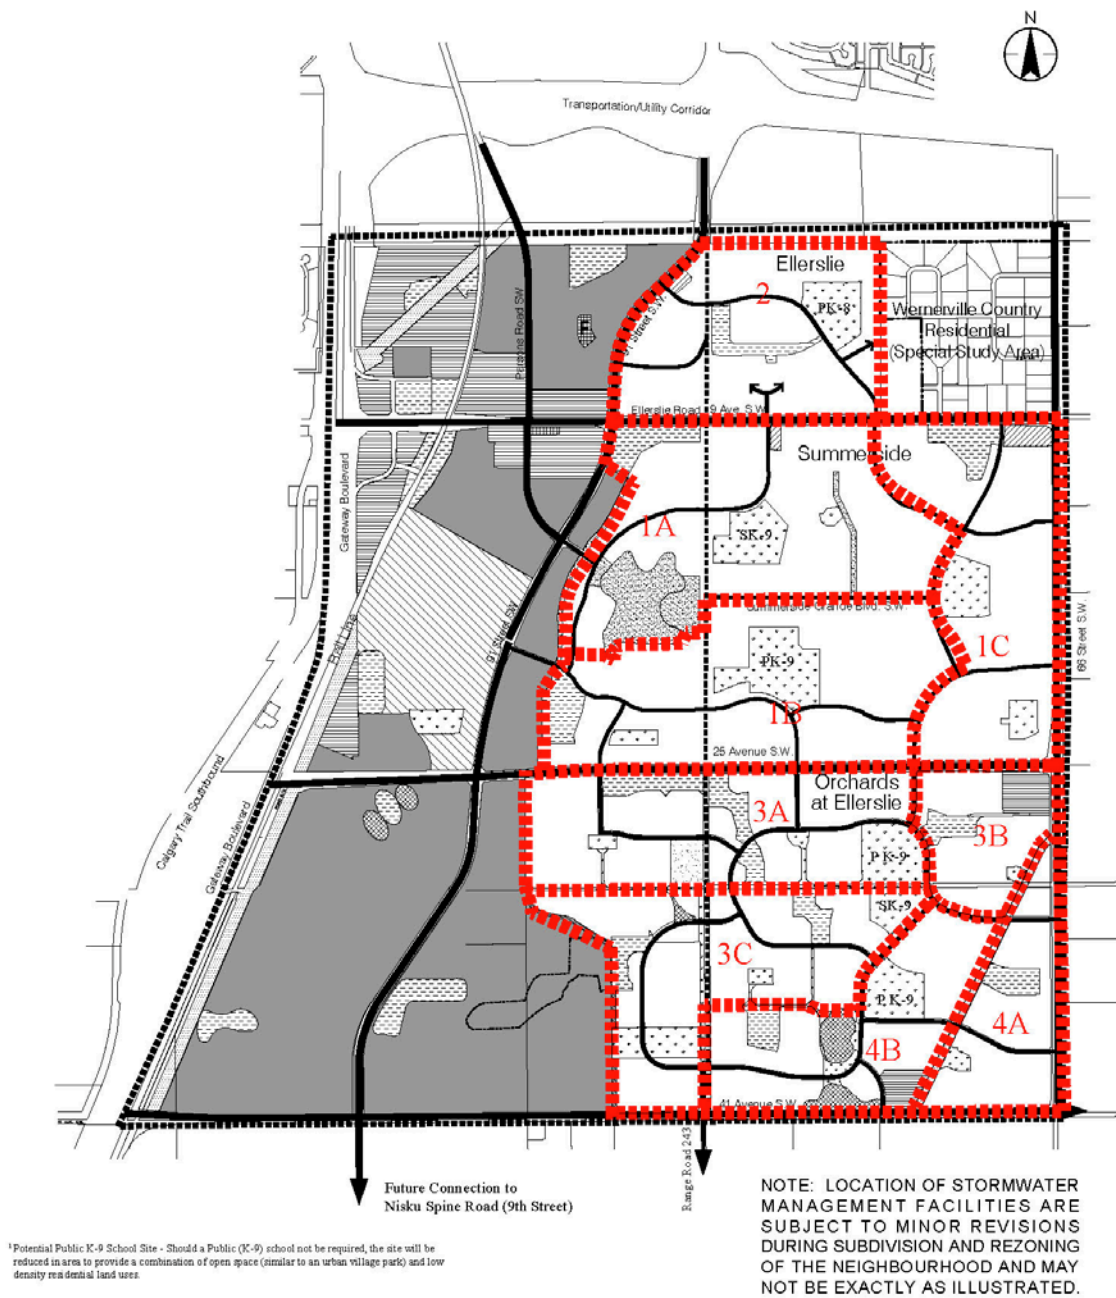 N
Transportation/Utility Corridor
Ellerslie
2
PK-8
Wernerville Country
Residential
(Special Study Area)
Parsons Road SW
91 Street S.W.
F
Ellerslie Road 9 Ave. S.W.
Summerside
Gateway Boulevard
1A
SK-9
Summerside Grande Blvd. S.W.
Rail Line
91 Street SW
PK-9
1C
66 Street S.W.
1B
25 Avenue S.W.
Orchards
at Ellerslie
3A
3B
Calgary Trail Southbound
Gateway Boulevard
PK-9
SK-9
3C
PK-9
4A
4B
41 Avenue S.W.
Range Road 243
Future Connection to
Nisku Spine Road (9th Street)
NOTE: LOCATION OF STORMWATER
MANAGEMENT FACILITIES ARE
SUBJECT TO MINOR REVISIONS
DURING SUBDIVISION AND REZONING
OF THE NEIGHBOURHOOD AND MAY
NOT BE EXACTLY AS ILLUSTRATED.
1 Potential Public K-9 School Site - Should a Public (K-9) school not be required, the site will be
reduced in area to provide a combination of open space (similar to an urban village park) and low
density residential land uses.